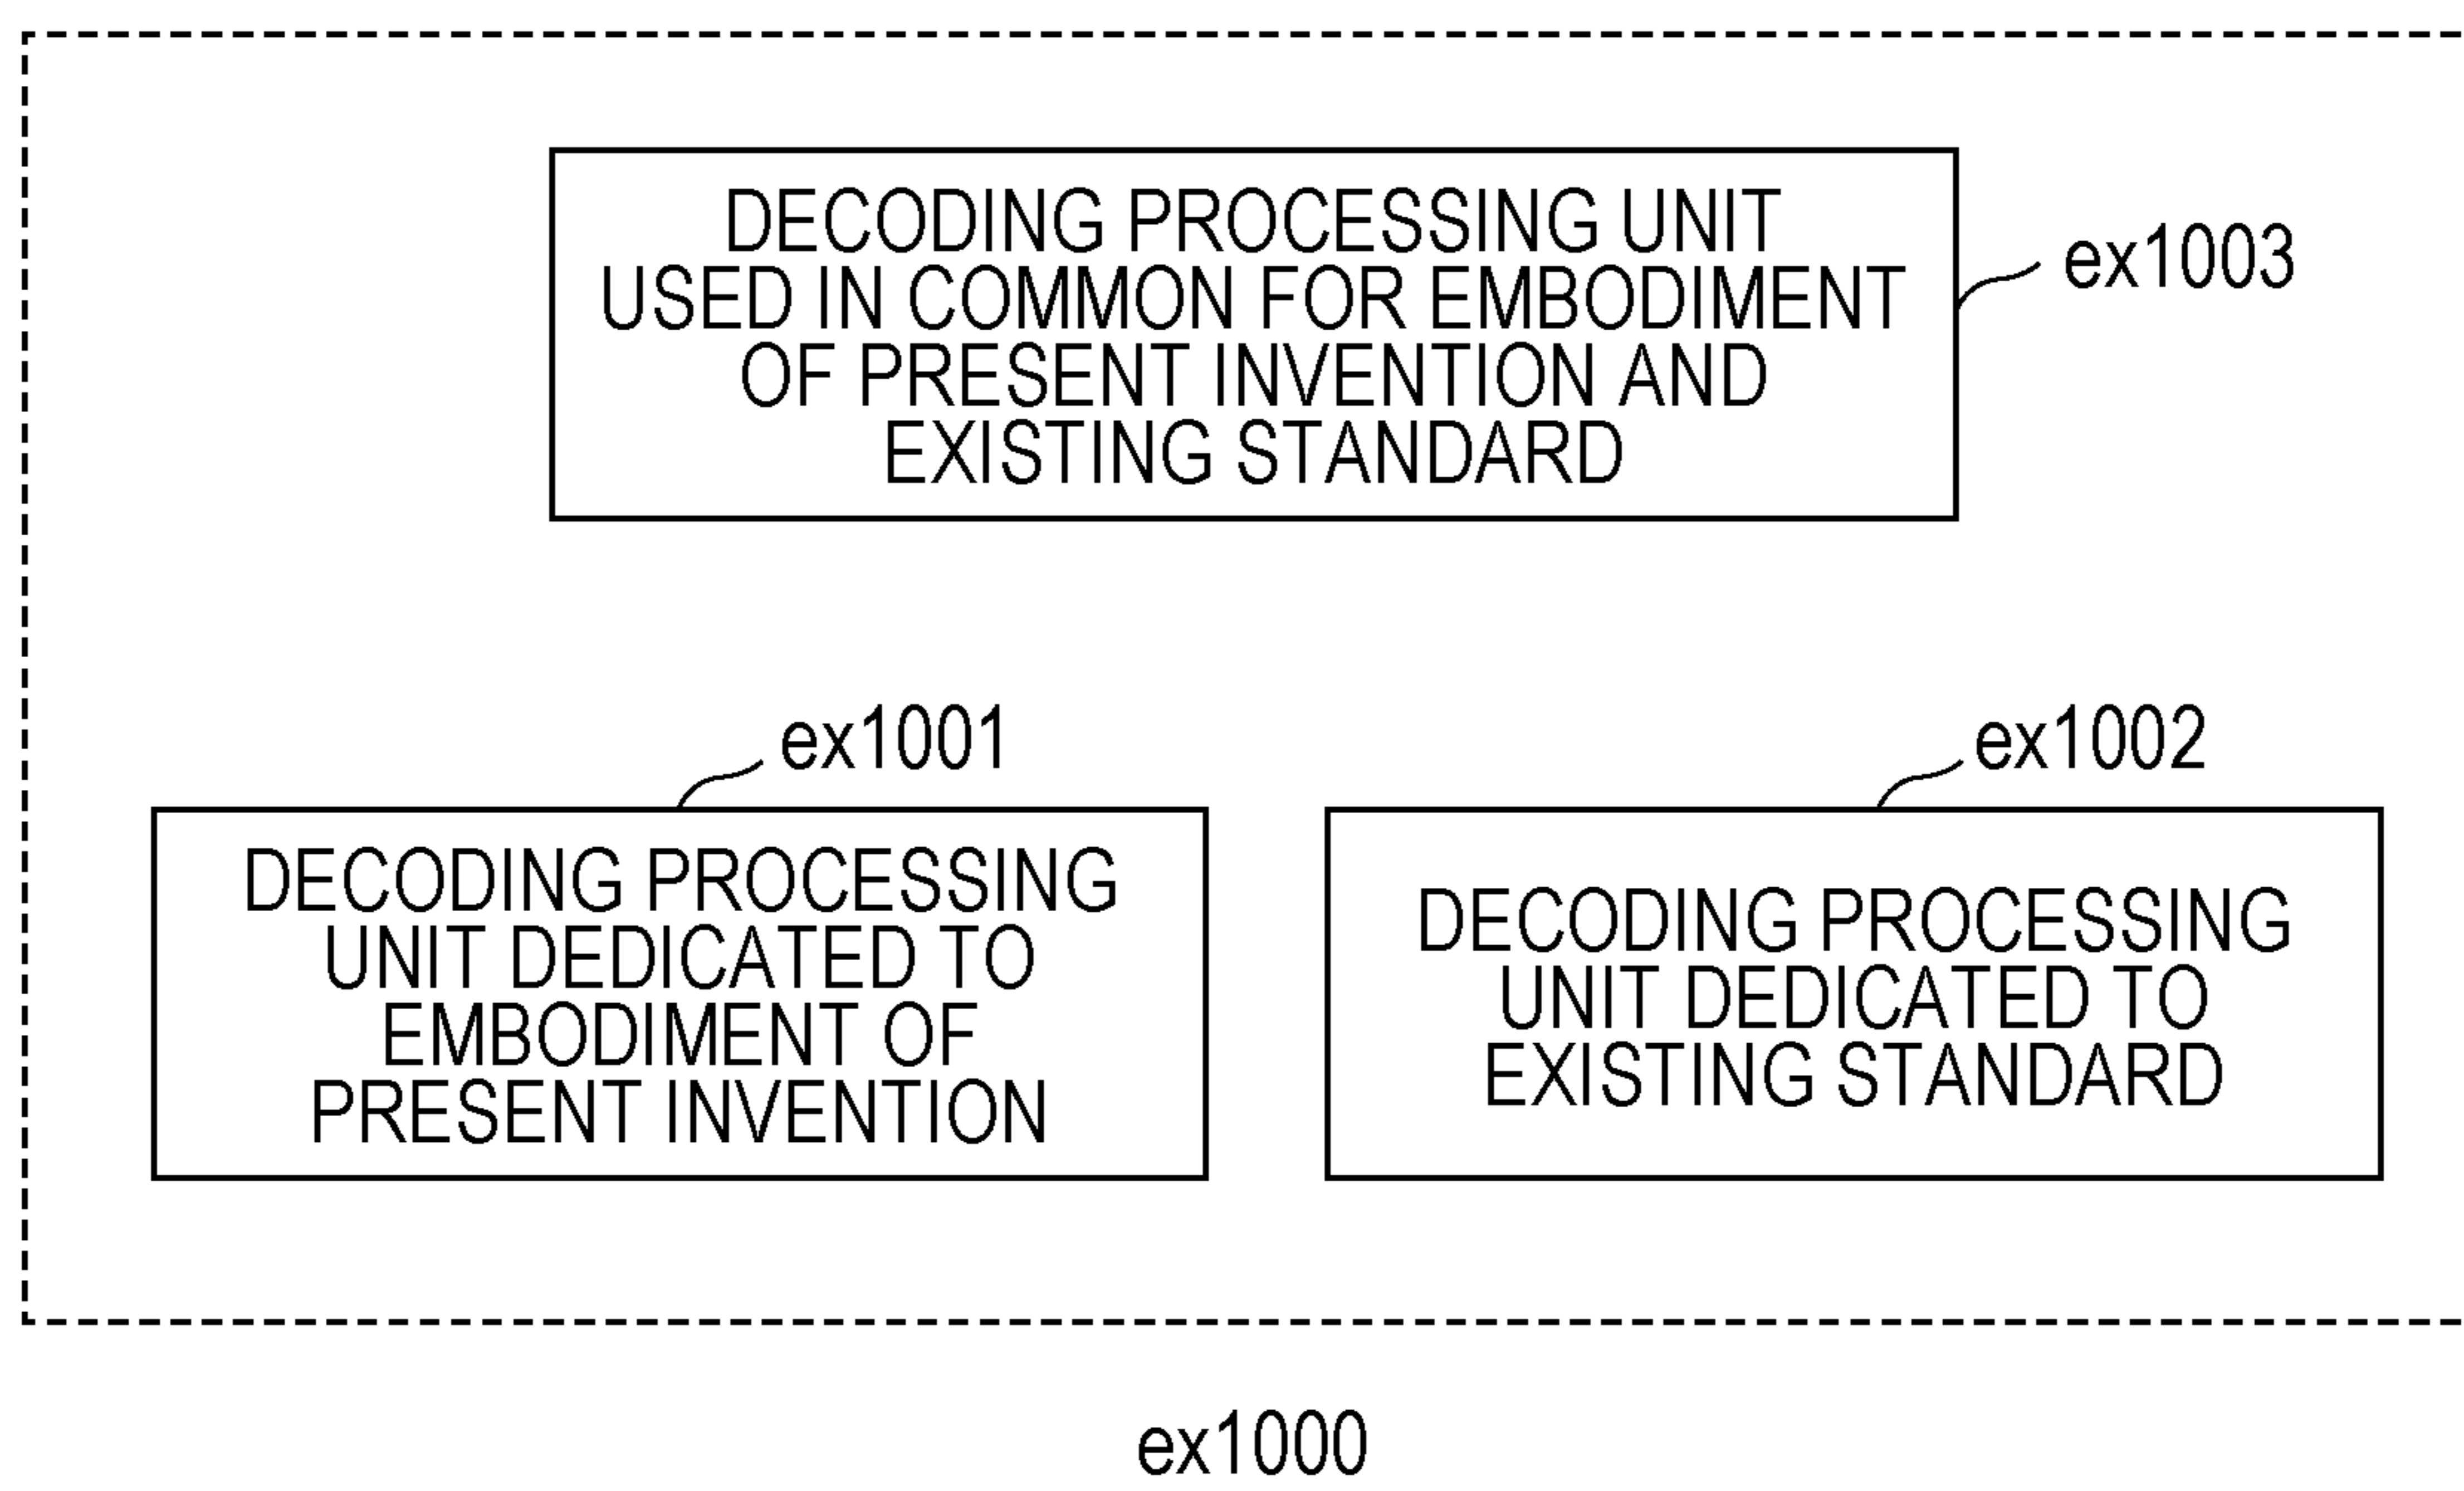 DECODING PROCESSING UNIT
USED IN COMMON FOR EMBODIMENT
OF PRESENT INVENTION AND
EXISTING STANDARD
ex1003
ex1001
DECODING PROCESSING
UNIT DEDICATED TO
EMBODIMENT OF
PRESENT INVENTION
ex1002
DECODING PROCESSING
UNIT DEDICATED TO
EXISTING STANDARD
ex1000